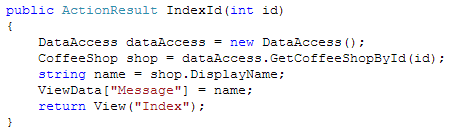 public ActionResult IndexId(int id)
{
    DataAccess dataAccess = new DataAccess();
    CoffeeShop shop = dataAccess.GetCoffeeShopById(id);
    string name = shop.DisplayName;
    ViewData["Message"] = name;
    return View("Index");
}